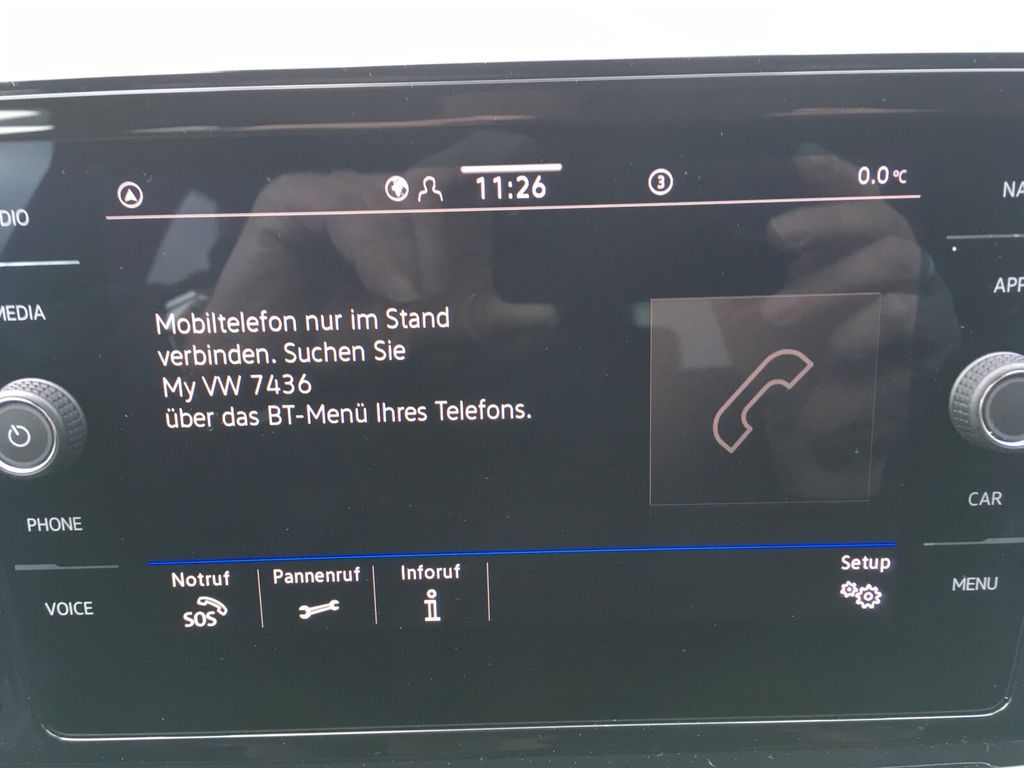 11:26
3
0.0°C
NA
DIO
MEDIA
APP
Mobiltelefon nur im Stand
verbinden. Suchen Sie
My VW 7436
über das BT-Menü Ihres Telefons.
PHONE
CAR
VOICE
MENU
Notruf
SOS
Pannenruf
Inforuf
i
Setup